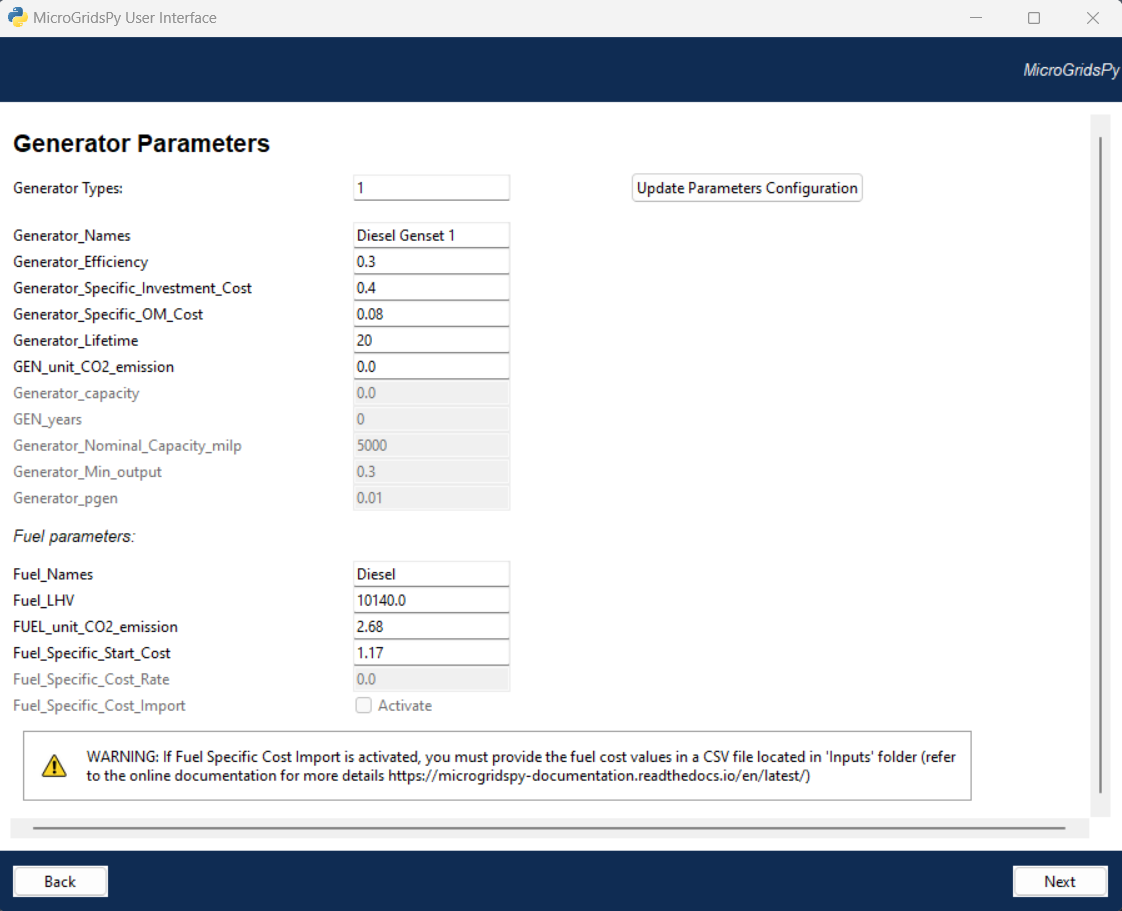 MicroGridsPy User Interface
MicroGridsPy
Generator Parameters
Generator Types: 1 Update Parameters Configuration
Generator_Names Diesel Genset 1
Generator_Efficiency 0.3
Generator_Specific_Investment_Cost 0.4
Generator_Specific_OM_Cost 0.08
Generator_Lifetime 20
GEN_unit_CO2_emission 0.0
Generator_capacity 0.0
GEN_years 0
Generator_Nominal_Capacity_milp 5000
Generator_Min_output 0.3
Generator_pgen 0.01
Fuel parameters:
Fuel_Names Diesel
Fuel_LHV 10140.0
FUEL_unit_CO2_emission 2.68
Fuel_Specific_Start_Cost 1.17
Fuel_Specific_Cost_Rate 0.0
Fuel_Specific_Cost_Import Activate
WARNING: If Fuel Specific Cost Import is activated, you must provide the fuel cost values in a CSV file located in 'Inputs' folder (refer
to the online documentation for more details https://microgridspy-documentation.readthedocs.io/en/latest/)
Back Next